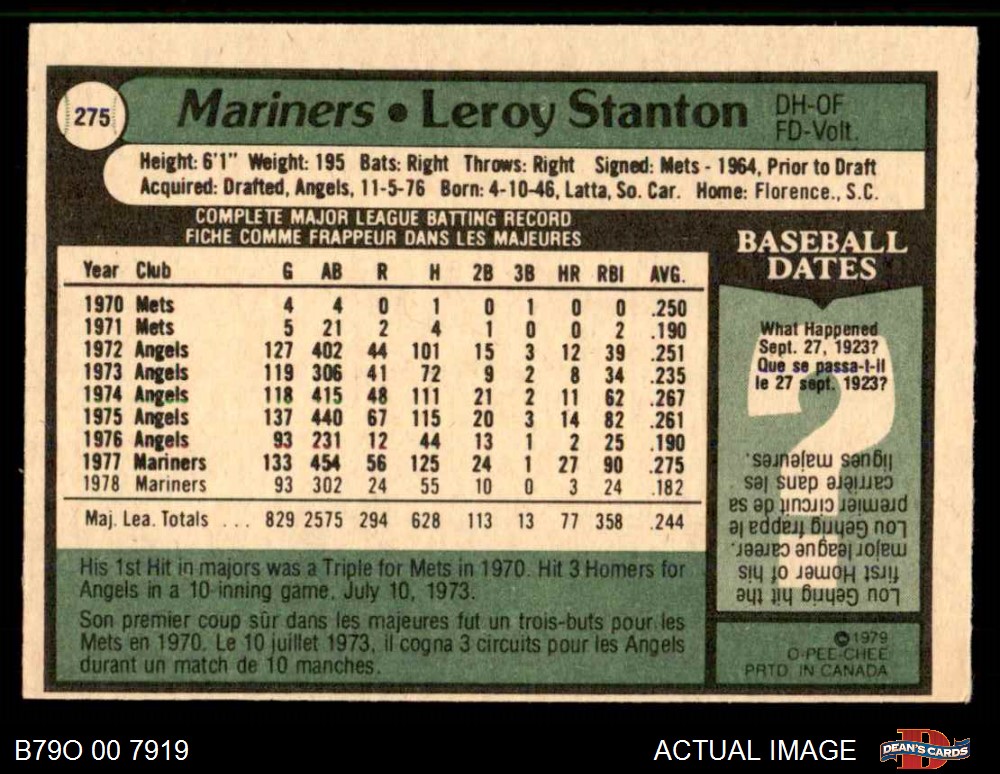 275
Mariners • Leroy Stanton
DH-OF
FD-Volt.
Height: 6'1" Weight: 195 Bats: Right Throws: Right Signed: Mets - 1964, Prior to Draft
Acquired: Drafted, Angels, 11-5-76 Born: 4-10-46, Latta, So. Car. Home: Florence., S.C.
COMPLETE MAJOR LEAGUE BATTING RECORD
FICHE COMME FRAPPEUR DANS LES MAJEURES
Year Club G AB R H 2B 3B HR RBI AVG.
1970 Mets 4 4 0 1 0 1 0 0 .250
1971 Mets 5 21 2 4 1 0 0 2 .190
1972 Angels 127 402 44 101 15 3 12 39 .251
1973 Angels 119 306 41 72 9 2 8 34 .235
1974 Angels 118 415 48 111 21 2 11 62 .267
1975 Angels 137 440 67 115 20 3 14 82 .261
1976 Angels 93 231 12 44 13 1 2 25 .190
1977 Mariners 133 454 56 125 24 1 27 90 .275
1978 Mariners 93 302 24 55 10 0 3 24 .182
Maj. Lea. Totals ... 829 2575 294 628 113 13 77 358 .244
His 1st Hit in majors was a Triple for Mets in 1970. Hit 3 Homers for
Angels in a 10 inning game, July 10, 1973.
Son premier coup sûr dans les majeures fut un trois-buts pour les
Mets en 1970. Le 10 juillet 1973, il cogna 3 circuits pour les Angels
durant un match de 10 manches.
BASEBALL
DATES
What Happened
Sept. 27, 1923?
Que se passa-t-il
le 27 sept. 1923?
Lou Gehrig hit the
first Homer of his
major league career.
Lou Gehrig frappa le
premier circuit de sa
carrière dans les
ligues majeures.
©1979
O-PEE-CHEE
PRTD. IN CANADA
B79O 00 7919
ACTUAL IMAGE
DEAN'S CARDS